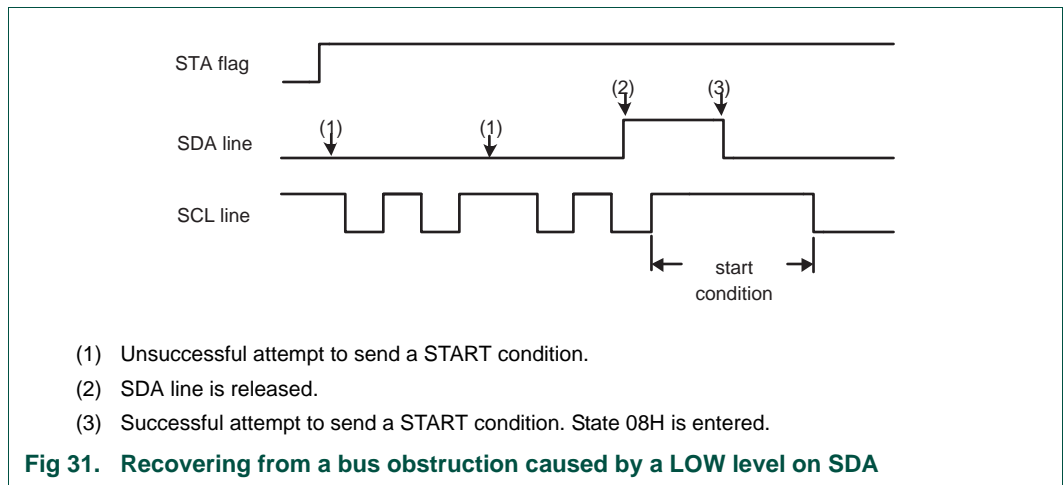 STA flag
(2) (3)
(1) (1)
SDA line
SCL line
start
condition
(1) Unsuccessful attempt to send a START condition.
(2) SDA line is released.
(3) Successful attempt to send a START condition. State 08H is entered.
Fig 31. Recovering from a bus obstruction caused by a LOW level on SDA